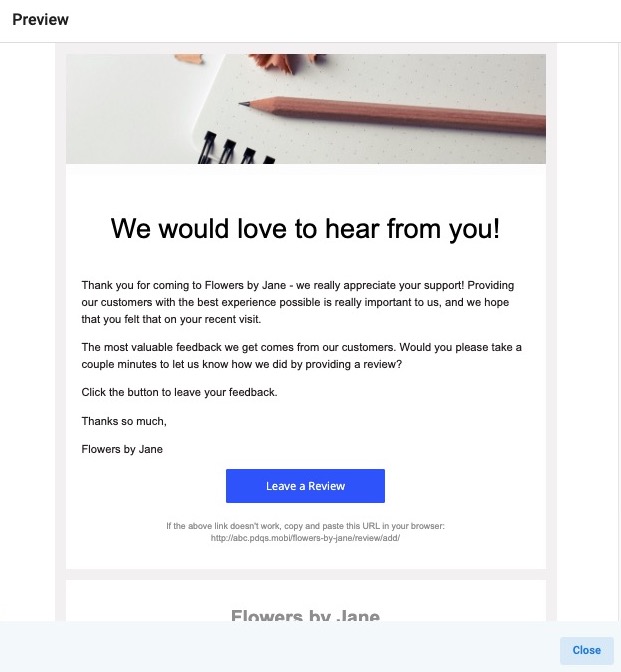 Preview
We would love to hear from you!
Thank you for coming to Flowers by Jane - we really appreciate your support! Providing
our customers with the best experience possible is really important to us, and we hope
that you felt that on your recent visit.
The most valuable feedback we get comes from our customers. Would you please take a
couple minutes to let us know how we did by providing a review?
Click the button to leave your feedback.
Thanks so much,
Flowers by Jane
Leave a Review
If the above link doesn't work, copy and paste this URL in your browser:
http://abc.pdqs.mobi/flowers-by-jane/review/add/
Flowers by Jane
Close